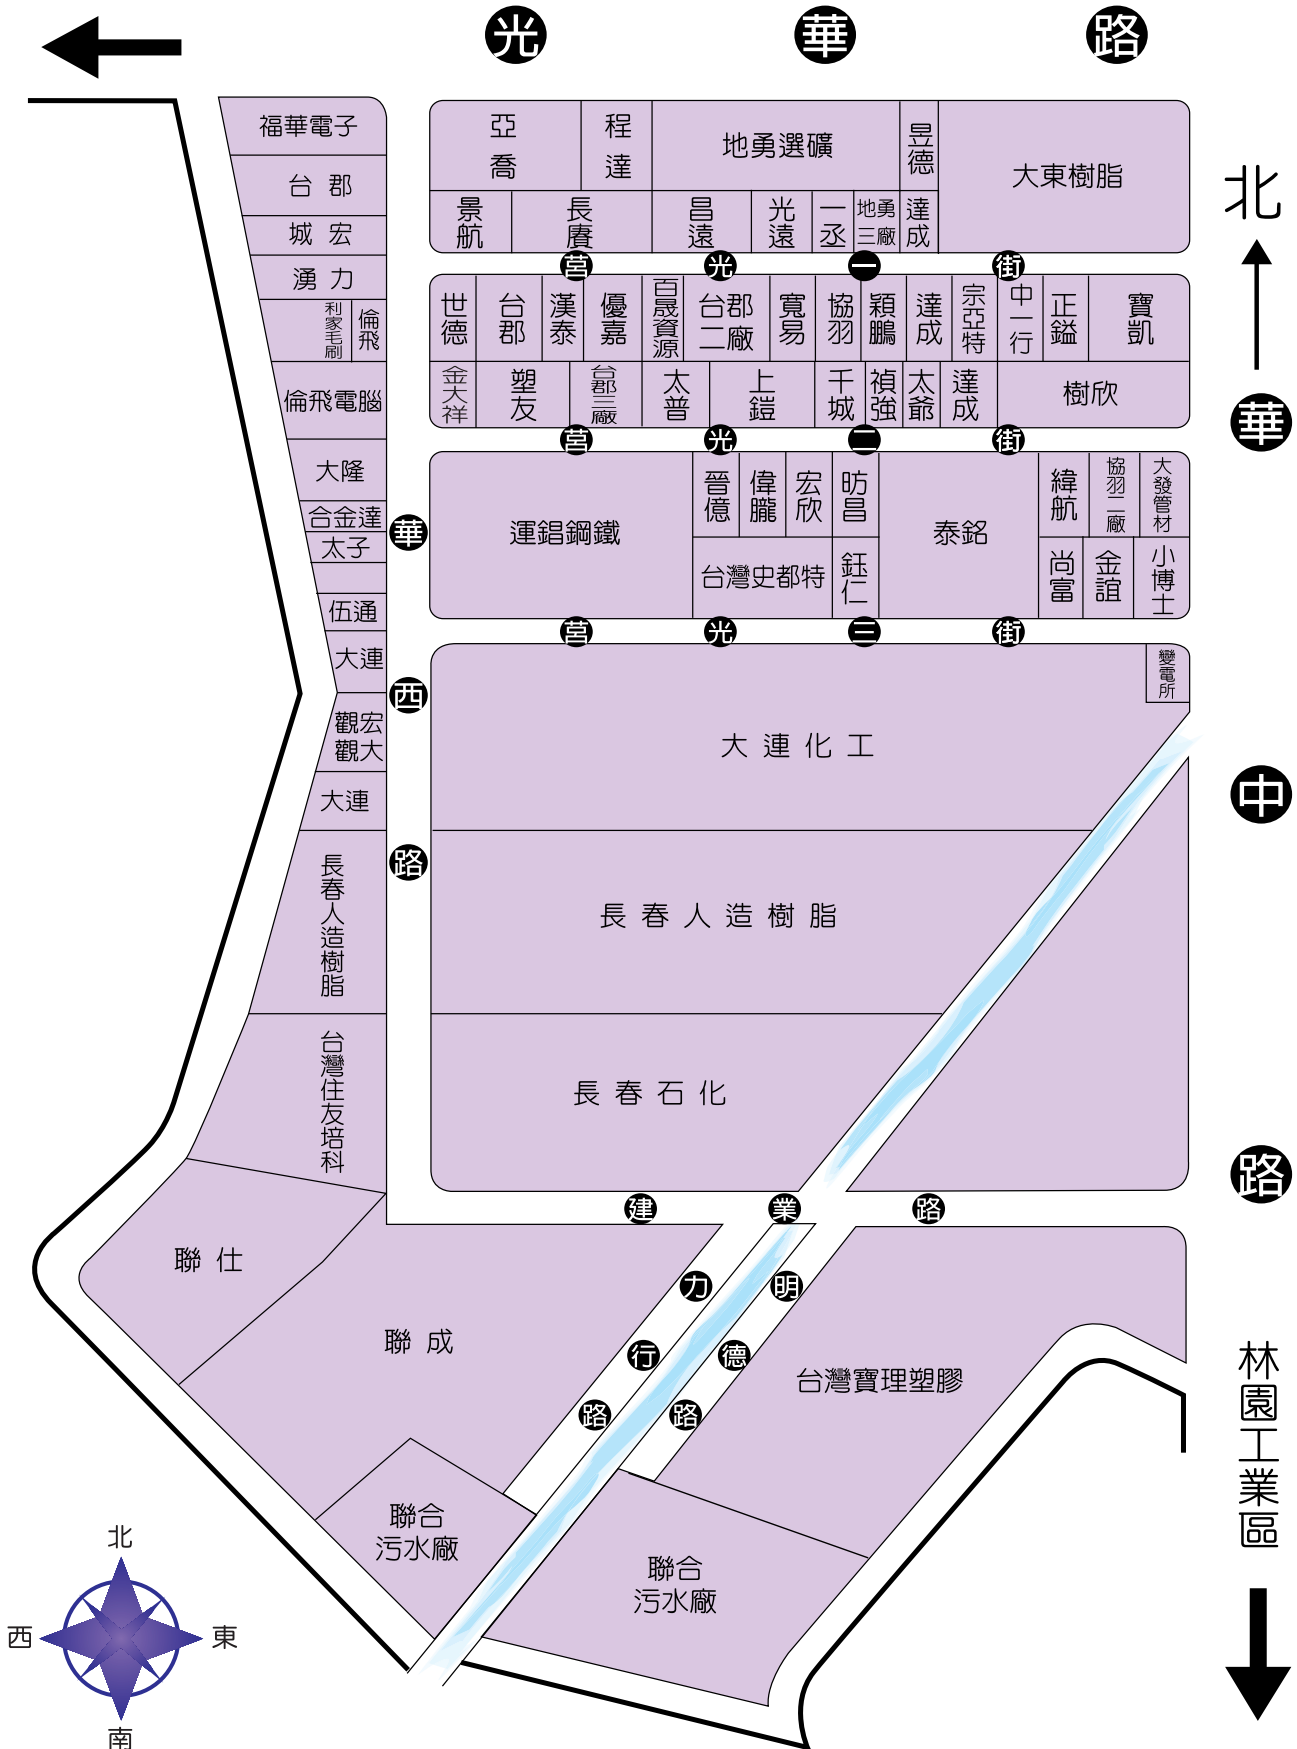 光華路
福華電子
台郡
城宏
湧力
利家毛刷
倫飛
倫飛電腦
大隆
合金達
太子
伍通
大連
觀宏
觀大
大連
長春人造樹脂
台灣住友培科
亞喬
程達
地勇選礦
昱德
大東樹脂
景航
長賡
昌遠
光遠
一丞
地勇
三廠
達成
莒光一街
世德
台郡
漢泰
優嘉
百晟資源
台郡
二廠
寬易
協羽
穎鵬
達成
宗亞特
中一行
正鎰
寶凱
金大祥
塑友
台郡三廠
太普
上鎧
千城
禎強
太爺
達成
樹欣
莒光二街
運錩鋼鐵
晉億
偉朧
宏欣
昉昌
台灣史都特
鈺仁
泰銘
緯航
協羽二廠
大發管材
尚富
金誼
小博士
莒光三街
華西路
變電所
大連化工
長春人造樹脂
長春石化
建業路
聯仕
聯成
力行路
明德路
台灣寶理塑膠
聯合
污水廠
聯合
污水廠
北
華中路
林園工業區
北
西
東
南